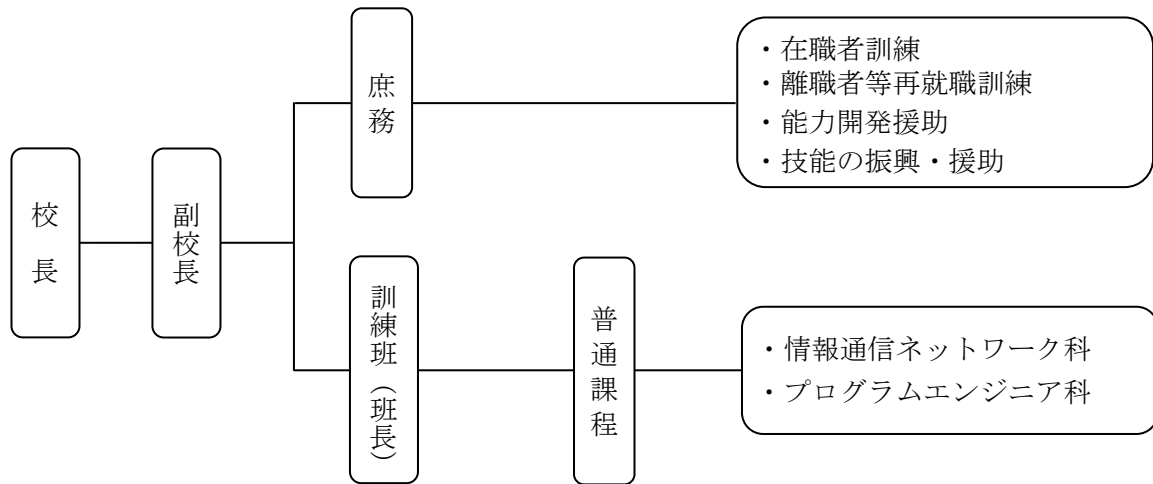 校長
副校長
庶務
・在職者訓練
・離職者等再就職訓練
・能力開発援助
・技能の振興・援助
訓練班（班長）
普通課程
・情報通信ネットワーク科
・プログラムエンジニア科